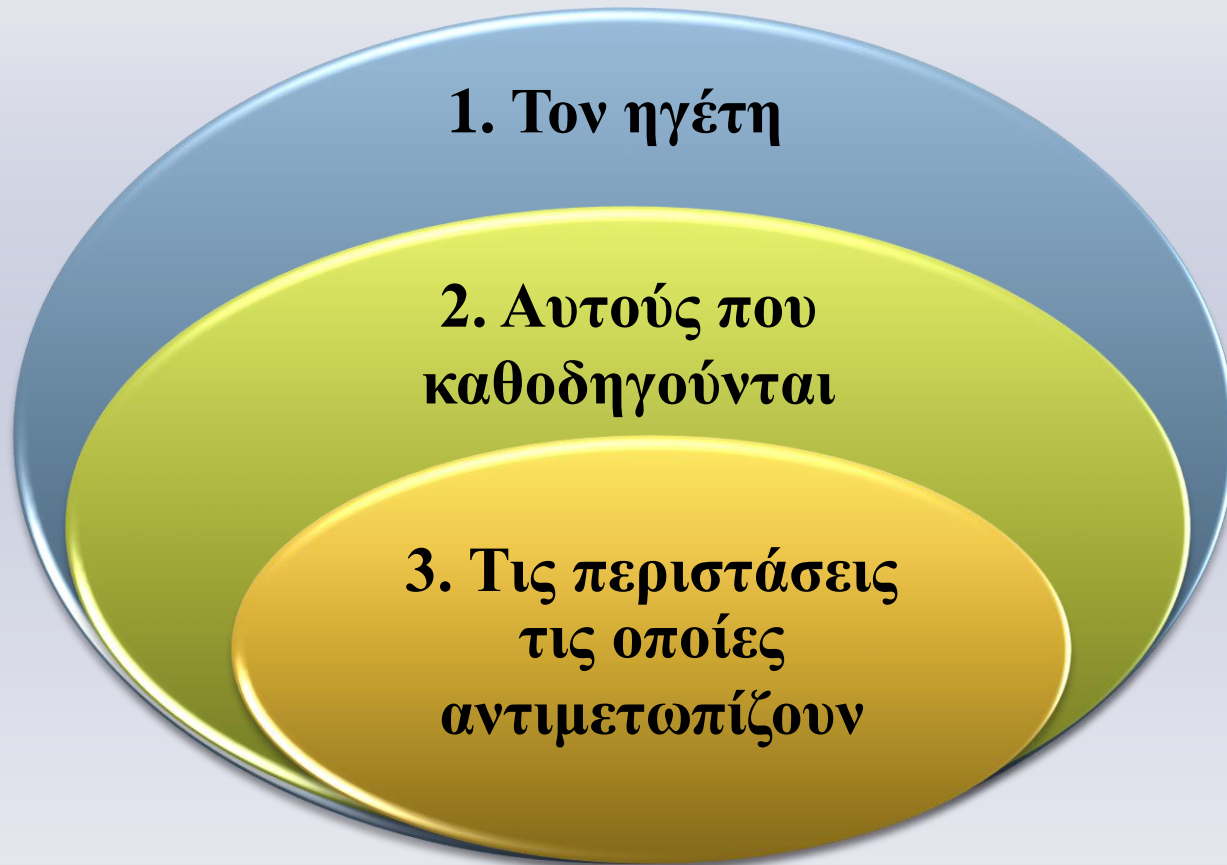 1. Τον ηγέτη
2. Αυτούς που
καθοδηγούνται
3. Τις περιστάσεις
τις οποίες
αντιμετωπίζουν